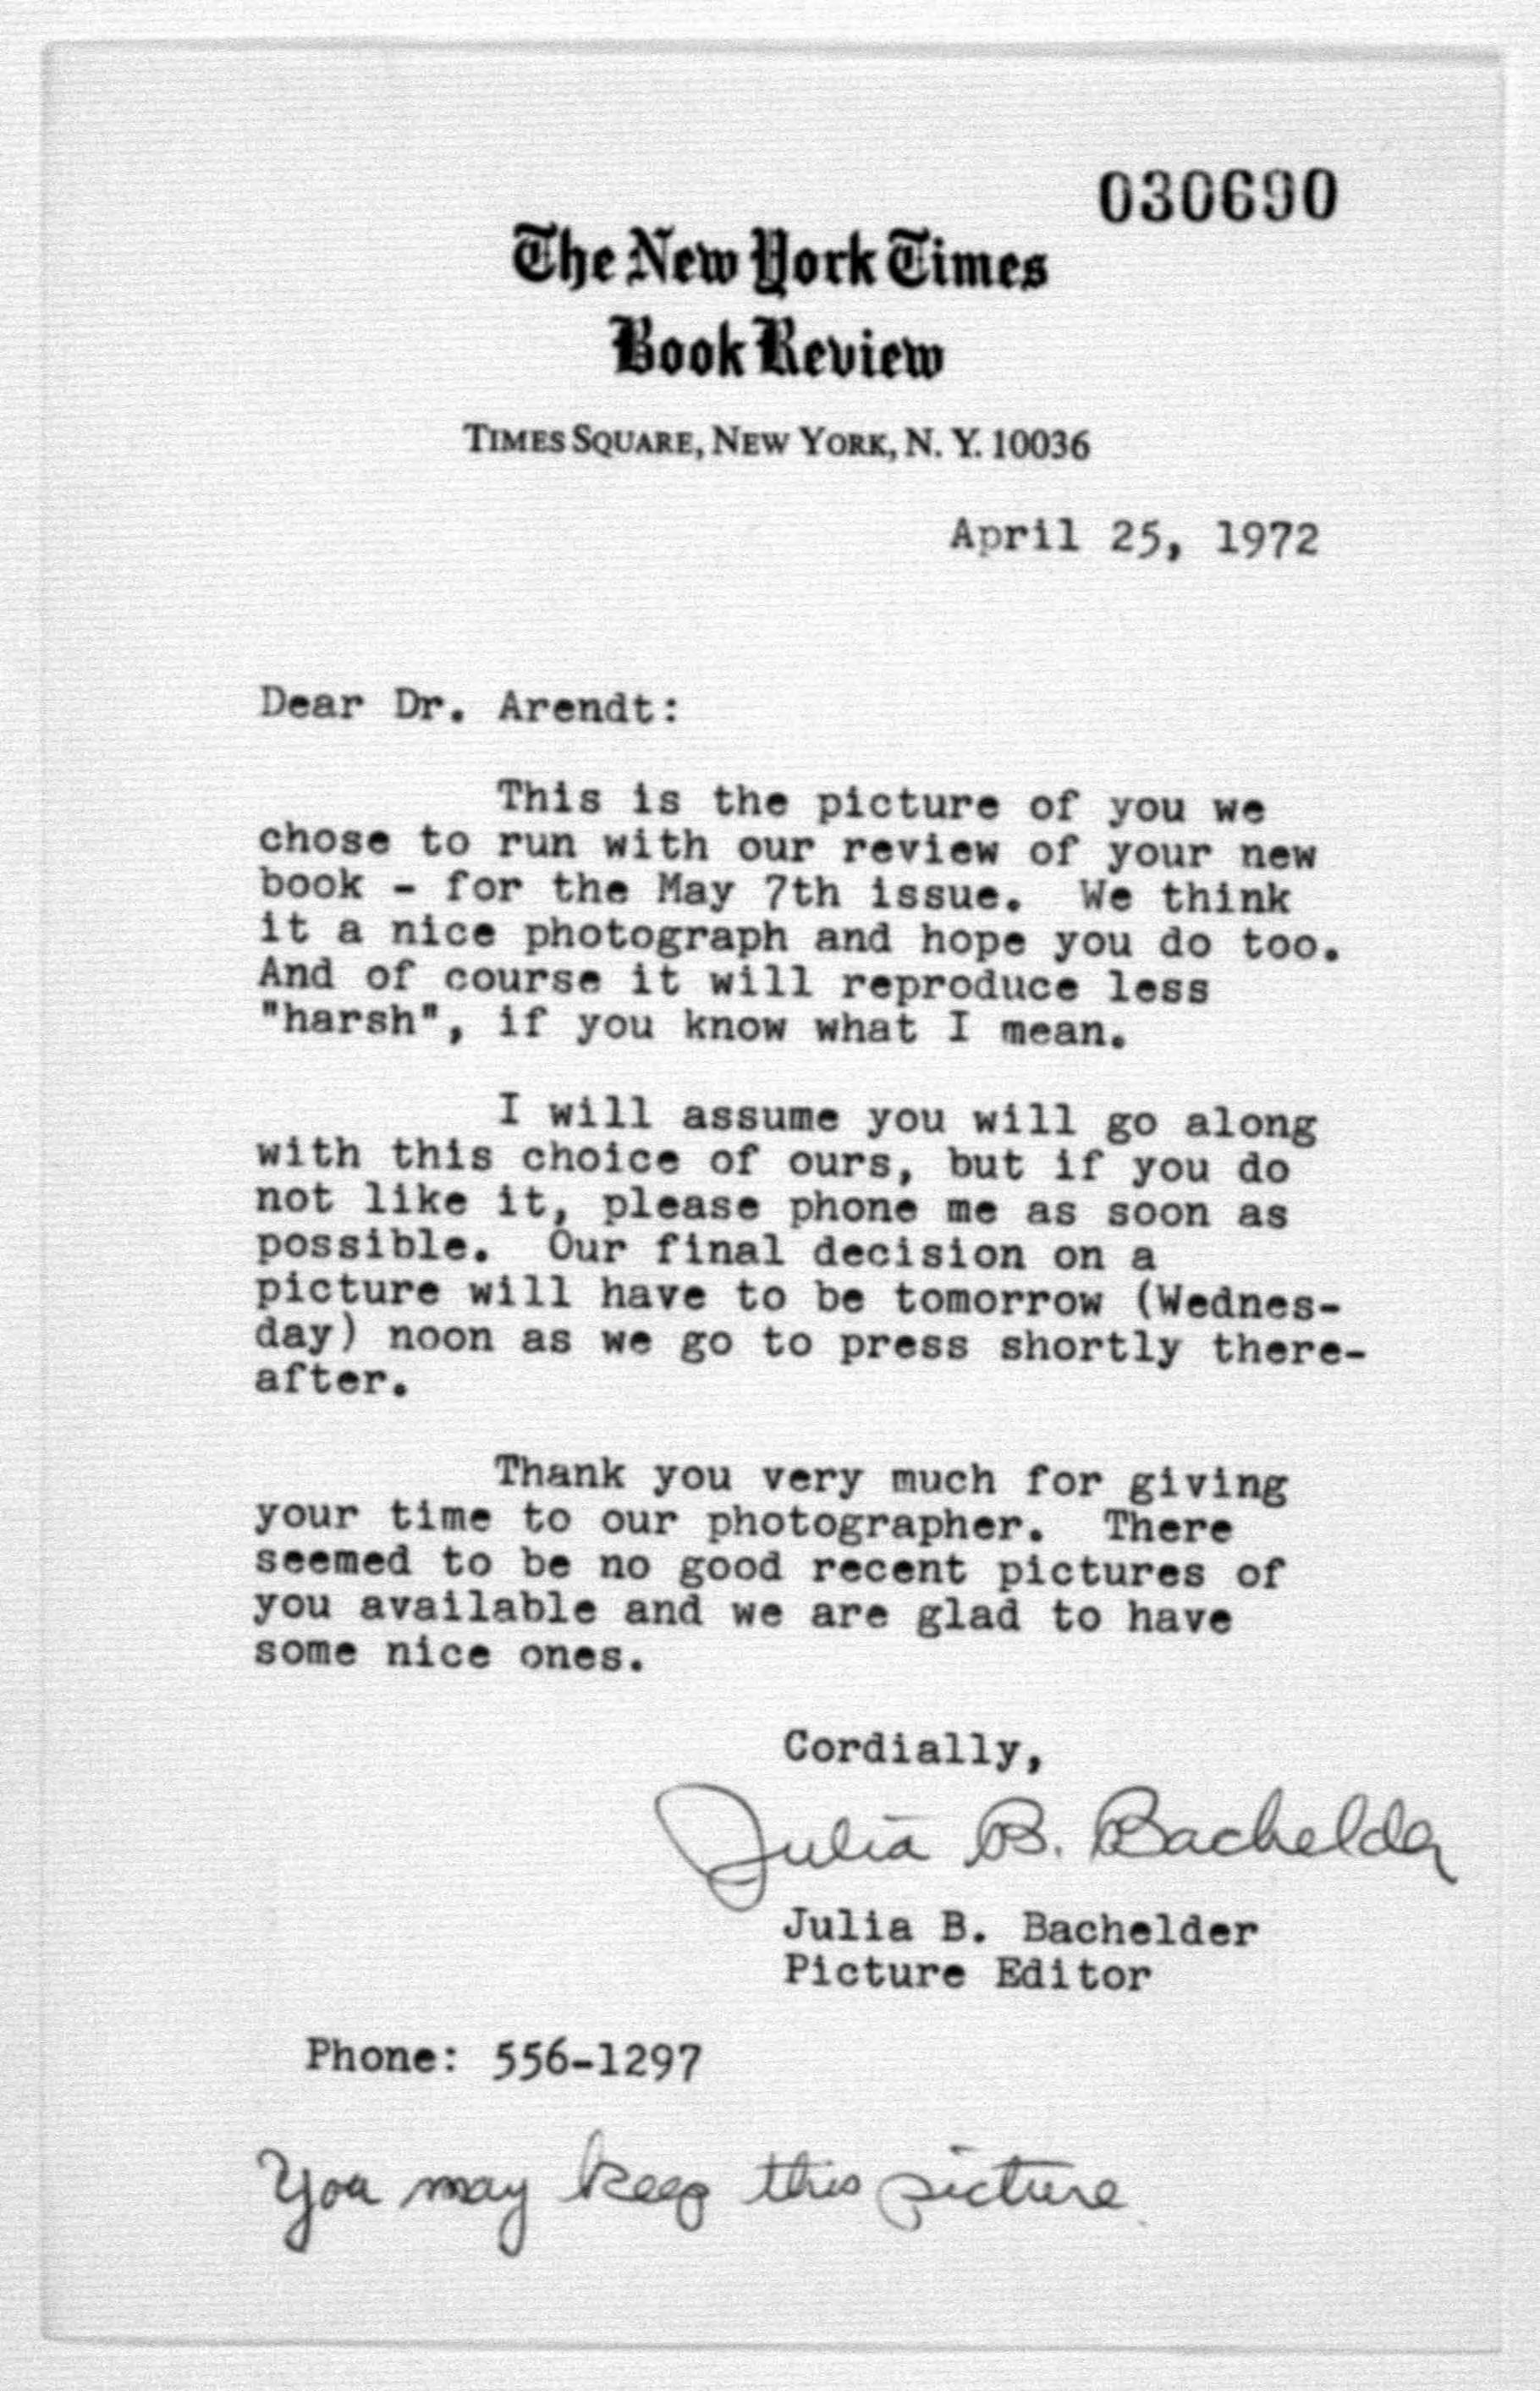 030690
The New York Times
Book Review
TIMES SQUARE, NEW YORK, N. Y. 10036
April 25, 1972
Dear Dr. Arendt:
This is the picture of you we
chose to run with our review of your new
book - for the May 7th issue. We think
it a nice photograph and hope you do too.
And of course it will reproduce less
"harsh", if you know what I mean.
I will assume you will go along
with this choice of ours, but if you do
not like it, please phone me as soon as
possible. Our final decision on a
picture will have to be tomorrow (Wednes-
day) noon as we go to press shortly there-
after.
Thank you very much for giving
your time to our photographer. There
seemed to be no good recent pictures of
you available and we are glad to have
some nice ones.
Cordially,
Julia B. Bachelder
Julia B. Bachelder
Picture Editor
Phone: 556-1297
You may keep this picture